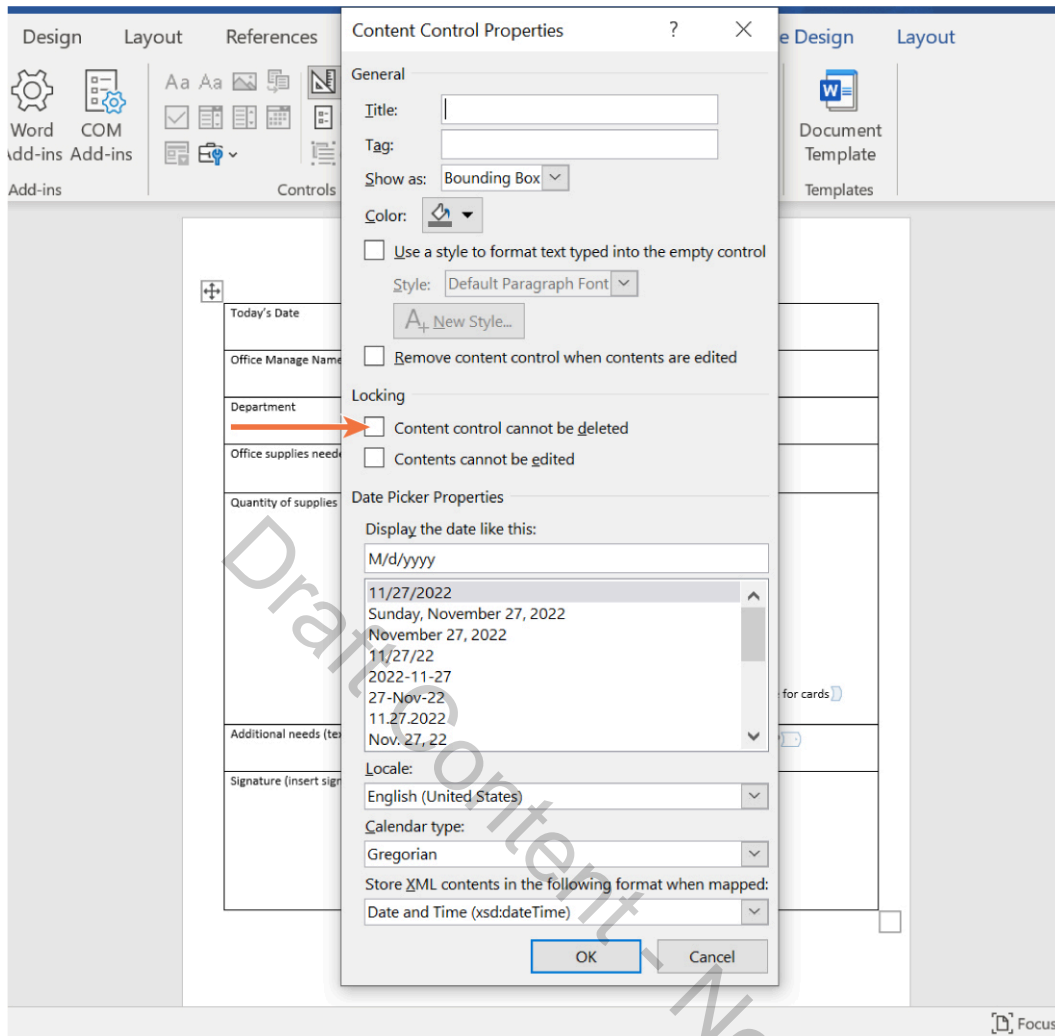 Design Layout References
e Design Layout
Aa Aa
Word
Add-ins
COM
Add-ins
Add-ins
Controls
Document
Template
Templates
Content Control Properties ? ×
General
Title:
Tag:
Show as: Bounding Box
Color:
Use a style to format text typed into the empty control
Style: Default Paragraph Font
A+ New Style...
Remove content control when contents are edited
Locking
Content control cannot be deleted
Contents cannot be edited
Date Picker Properties
Display the date like this:
M/d/yyyy
11/27/2022
Sunday, November 27, 2022
November 27, 2022
11/27/22
2022-11-27
27-Nov-22
11.27.2022
Nov. 27, 22
Locale:
English (United States)
Calendar type:
Gregorian
Store XML contents in the following format when mapped:
Date and Time (xsd:dateTime)
OK Cancel
Today's Date
Office Manage Name
Department
Office supplies neede
Quantity of supplies
for cards
Additional needs (tex
Signature (insert sign
Focus
Draft Content - No